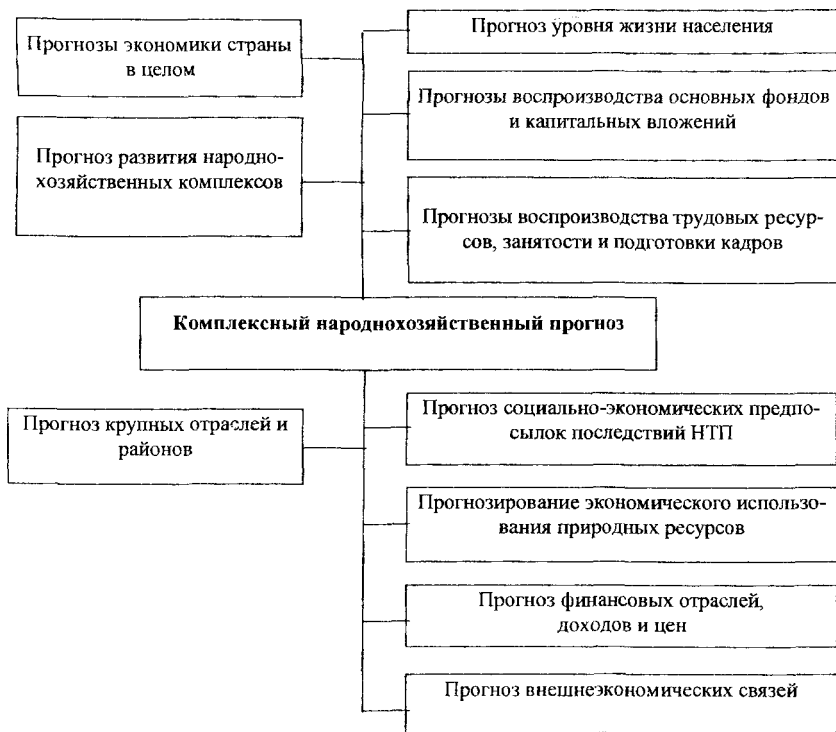 Прогнозы экономики страны
в целом
Прогноз уровня жизни населения
Прогнозы воспроизводства основных фондов
и капитальных вложений
Прогноз развития народно-
хозяйственных комплексов
Прогнозы воспроизводства трудовых ресур-
сов, занятости и подготовки кадров
Комплексный народнохозяйственный прогноз
Прогноз крупных отраслей и
районов
Прогноз социально-экономических предпо-
сылок последствий НТП
Прогнозирование экономического использо-
вания природных ресурсов
Прогноз финансовых отраслей,
доходов и цен
Прогноз внешнеэкономических связей